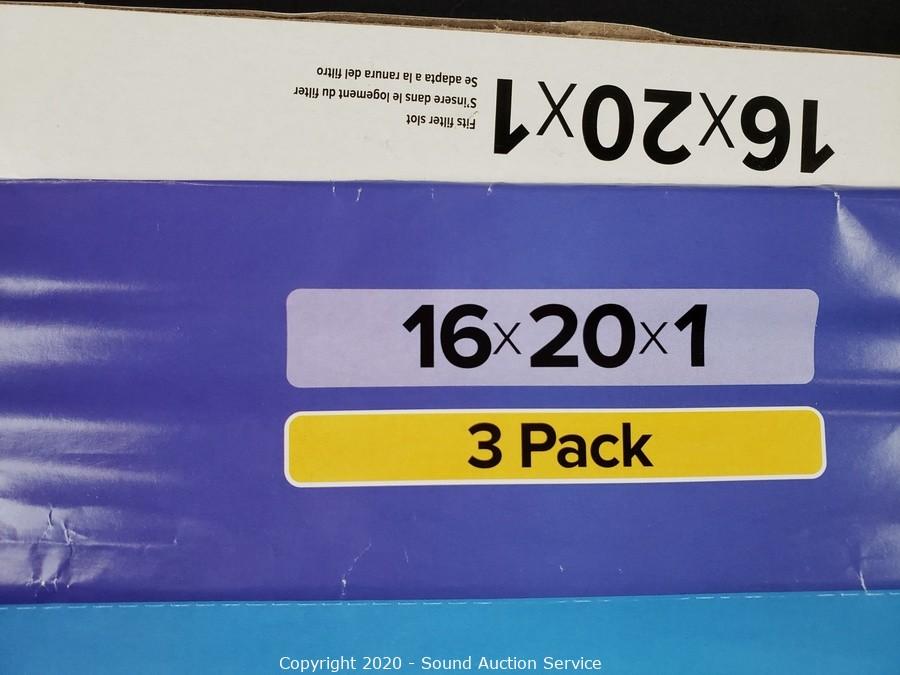 16x20x1
Fits filter slot
S'insere dans le logement du filter
Se adapta a la ranura del filtro
16x20x1
3 Pack
Copyright 2020 - Sound Auction Service